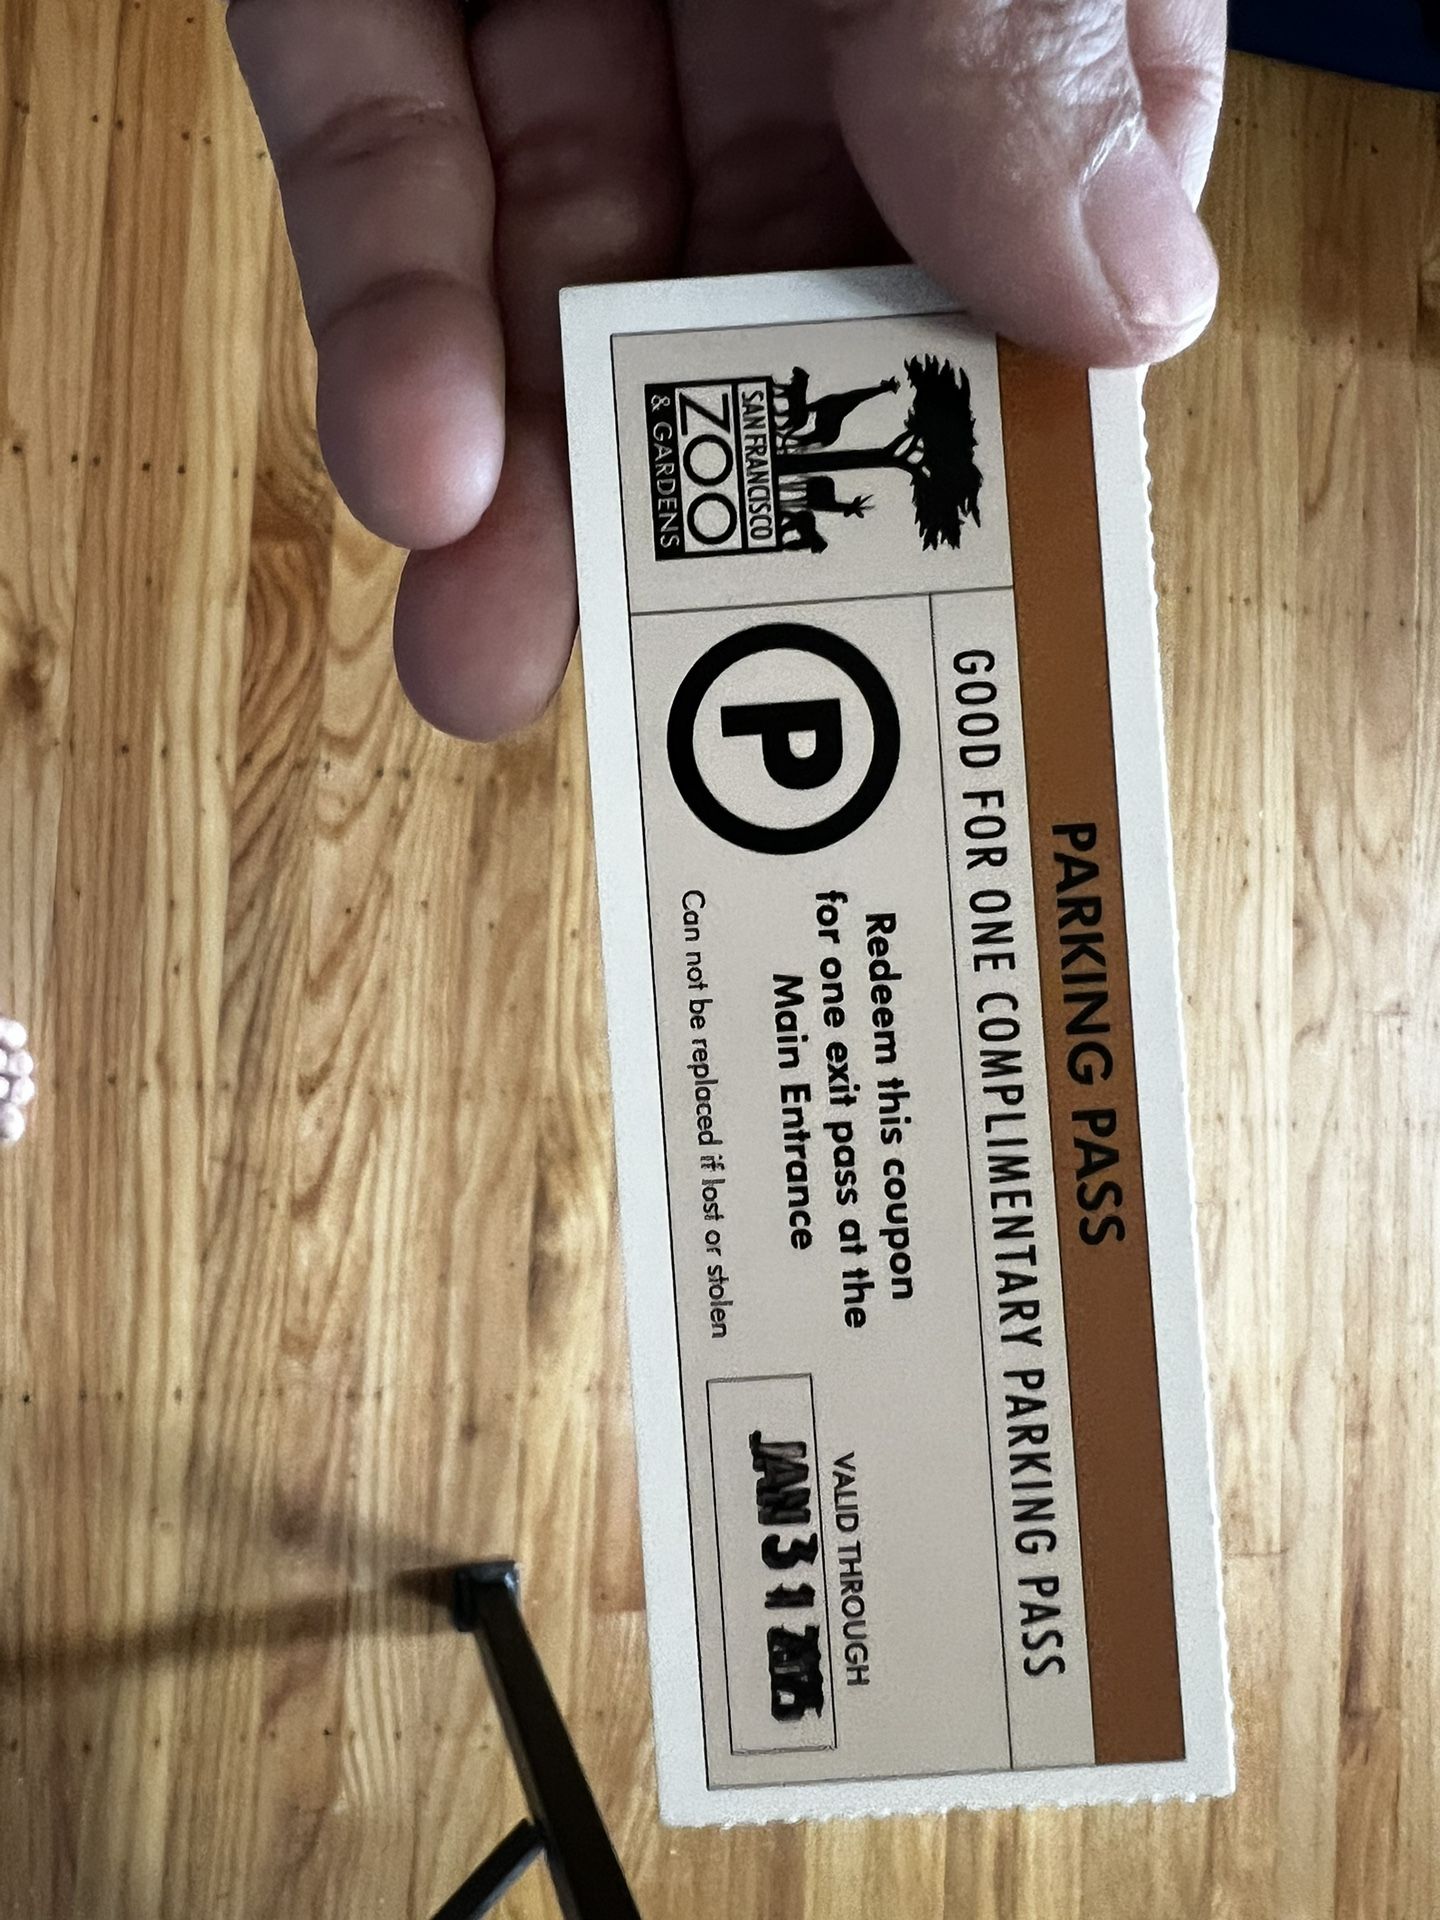 PARKING PASS
SAN FRANCISCO
ZOO
& GARDENS
GOOD FOR ONE COMPLIMENTARY PARKING PASS
P
Redeem this coupon
for one exit pass at the
Main Entrance
Can not be replaced if lost or stolen
VALID THROUGH
JAN 31